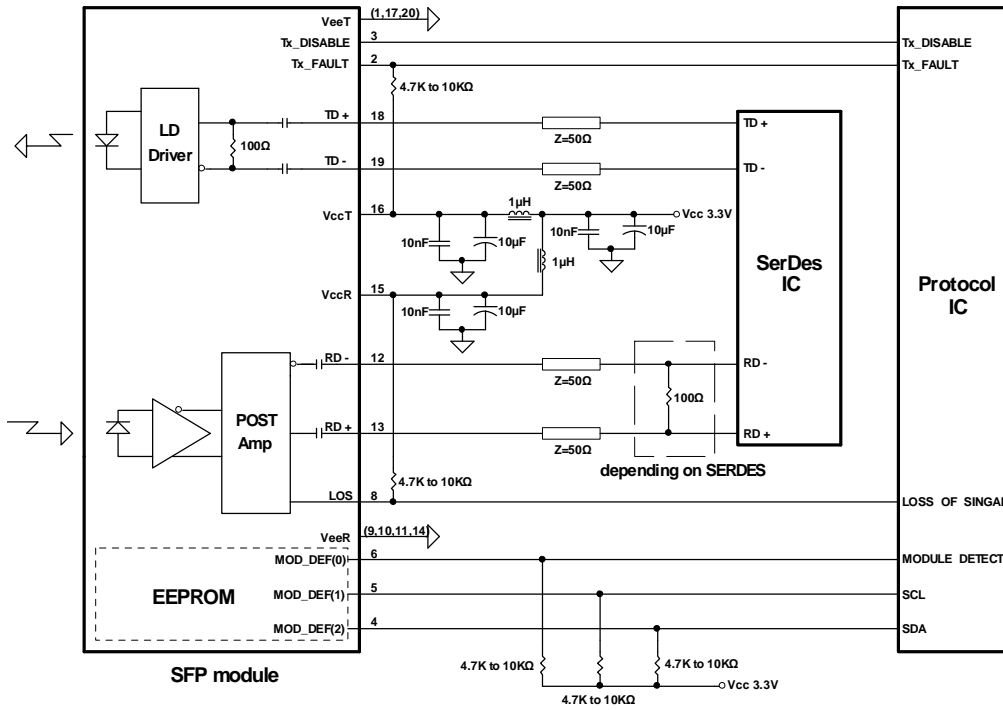 VeeT
(1,17,20)
Tx_DISABLE
3
Tx_DISABLE
Tx_FAULT
2
Tx_FAULT
4.7K to 10KΩ
LD
Driver
100Ω
TD +
18
Z=50Ω
TD +
TD -
19
Z=50Ω
TD -
VccT
16
1µH
Vcc 3.3V
10nF
10µF
10nF
10µF
1µH
SerDes
IC
Protocol
IC
VccR
15
10nF
10µF
RD -
12
Z=50Ω
RD -
100Ω
POST
Amp
RD +
13
Z=50Ω
RD +
depending on SERDES
4.7K to 10KΩ
LOS
8
LOSS OF SINGAL
VeeR
(9,10,11,14)
MOD_DEF(0)
6
MODULE DETECT
EEPROM
MOD_DEF(1)
5
SCL
MOD_DEF(2)
4
SDA
4.7K to 10KΩ
4.7K to 10KΩ
4.7K to 10KΩ
Vcc 3.3V
SFP module